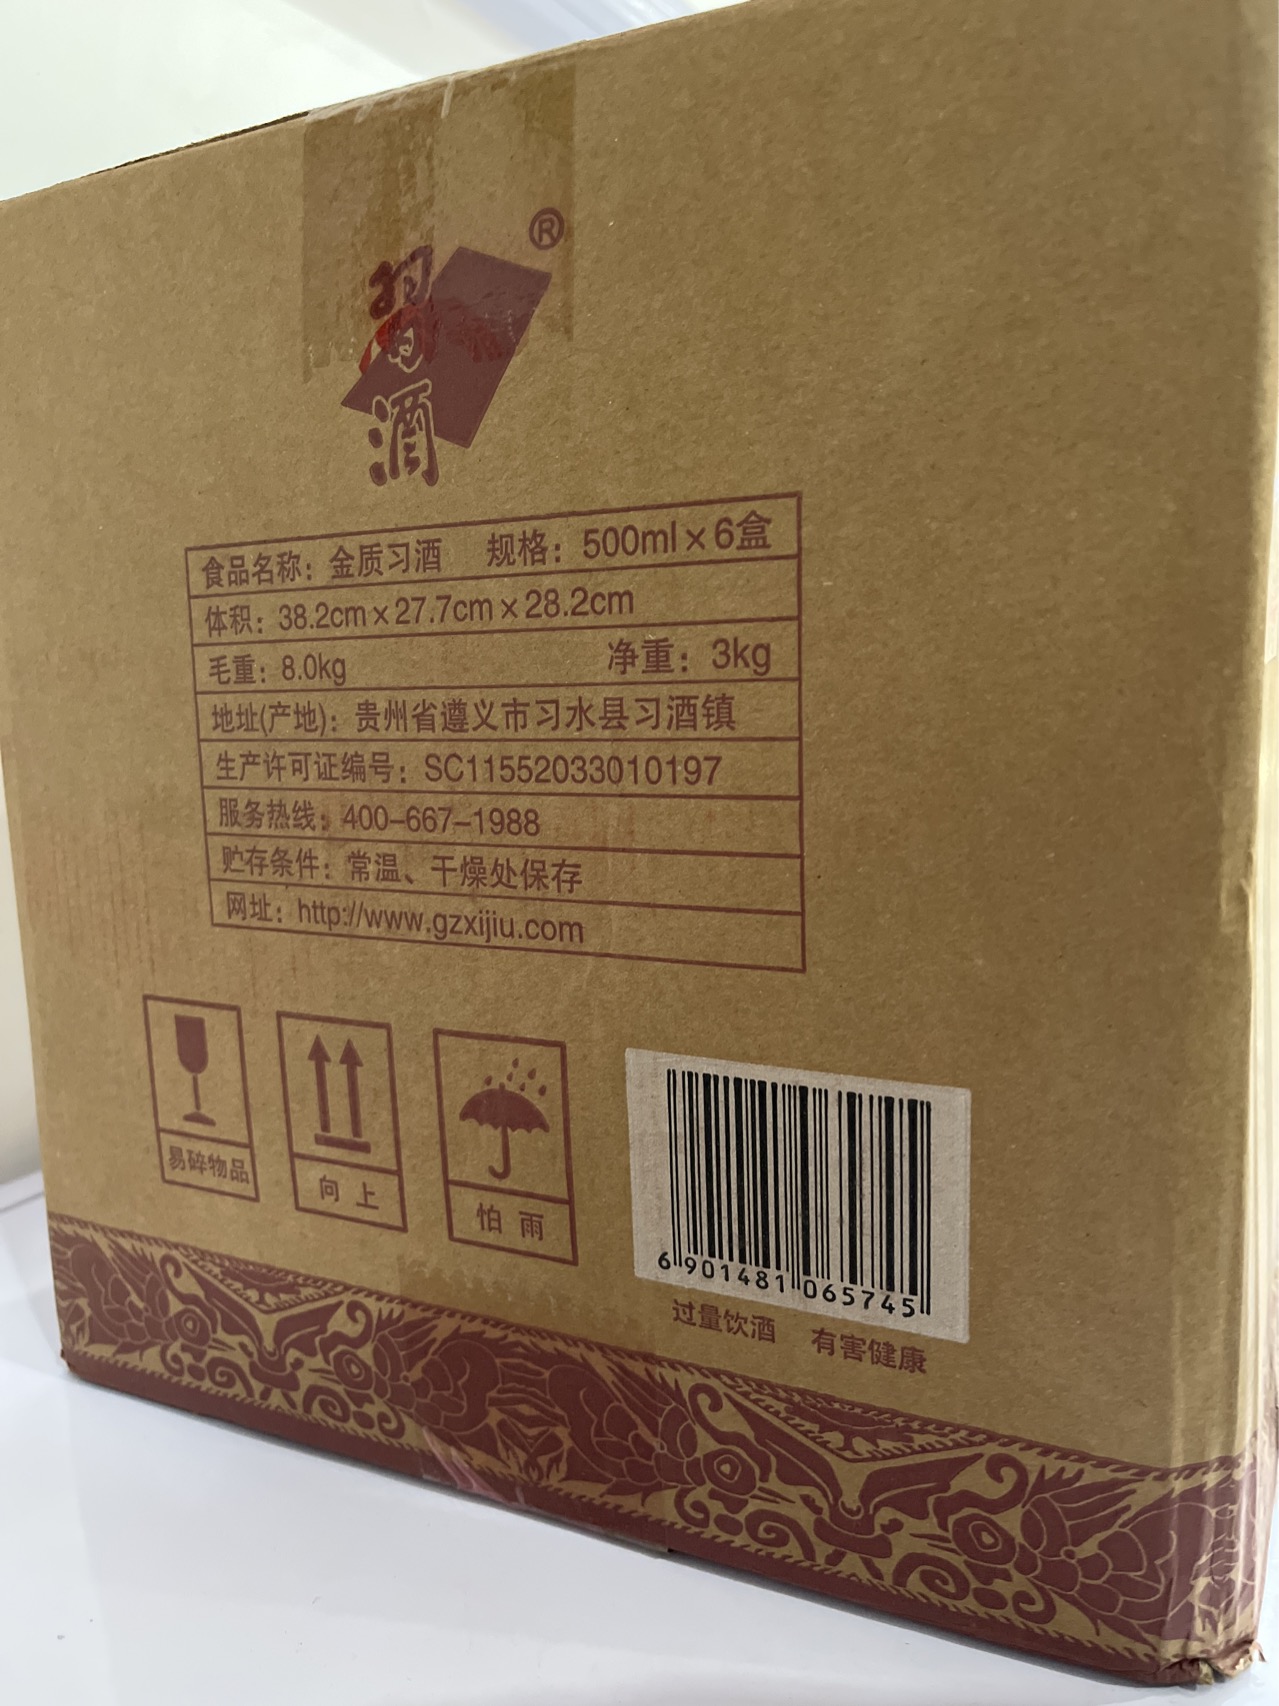 ®
習酒
食品名称：金质习酒 规格：500ml×6盒
体积：38.2cm×27.7cm×28.2cm
毛重：8.0kg 净重：3kg
地址(产地)：贵州省遵义市习水县习酒镇
生产许可证编号：SC11552033010197
服务热线：400-667-1988
贮存条件：常温、干燥处保存
网址：http://www.gzxijiu.com
易碎物品
向上
怕雨
6901481065745
过量饮酒 有害健康